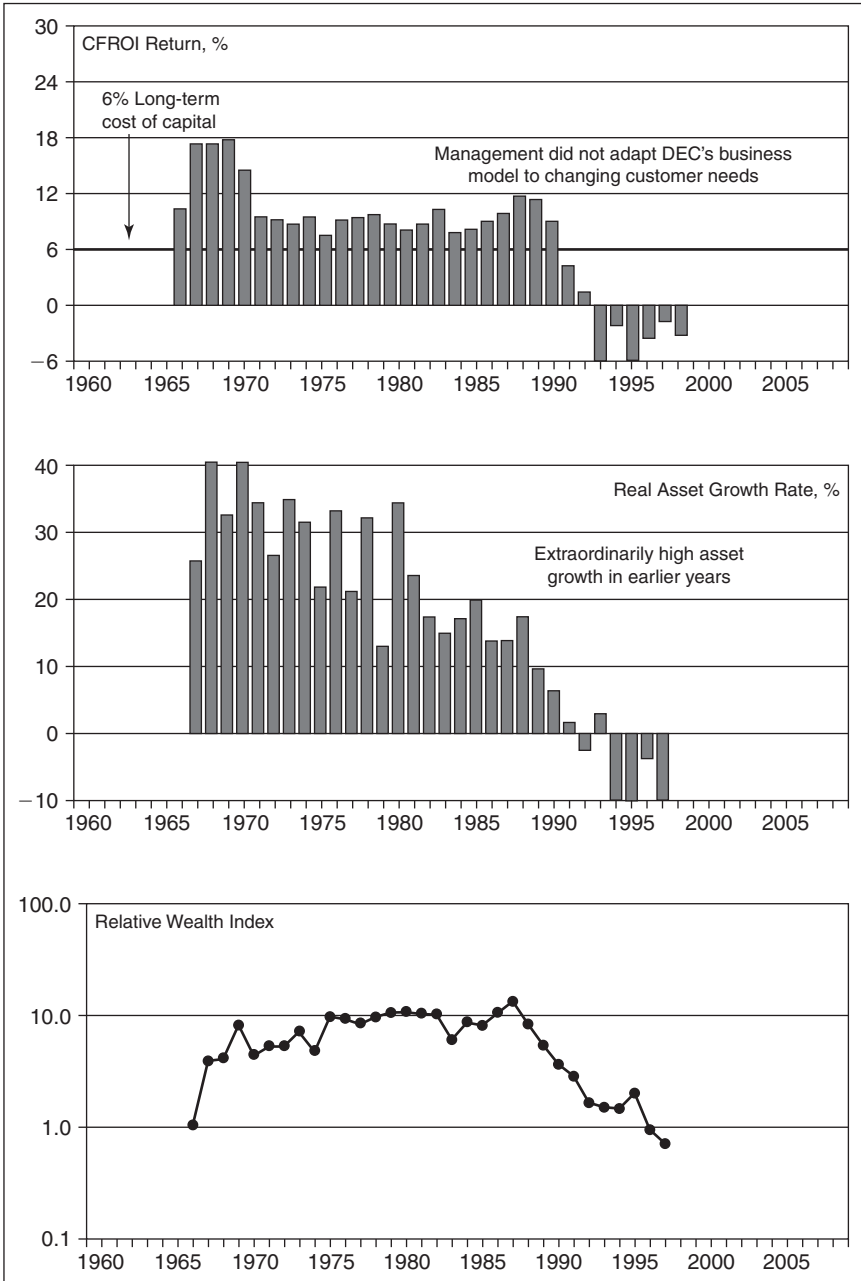 30
CFROI Return, %
24
6% Long-term
cost of capital
18
Management did not adapt DEC's business
model to changing customer needs
12
6
0
−6
1960 1965 1970 1975 1980 1985 1990 1995 2000 2005
40
Real Asset Growth Rate, %
30
Extraordinarily high asset
growth in earlier years
20
10
0
−10
1960 1965 1970 1975 1980 1985 1990 1995 2000 2005
100.0
Relative Wealth Index
10.0
1.0
0.1
1960 1965 1970 1975 1980 1985 1990 1995 2000 2005